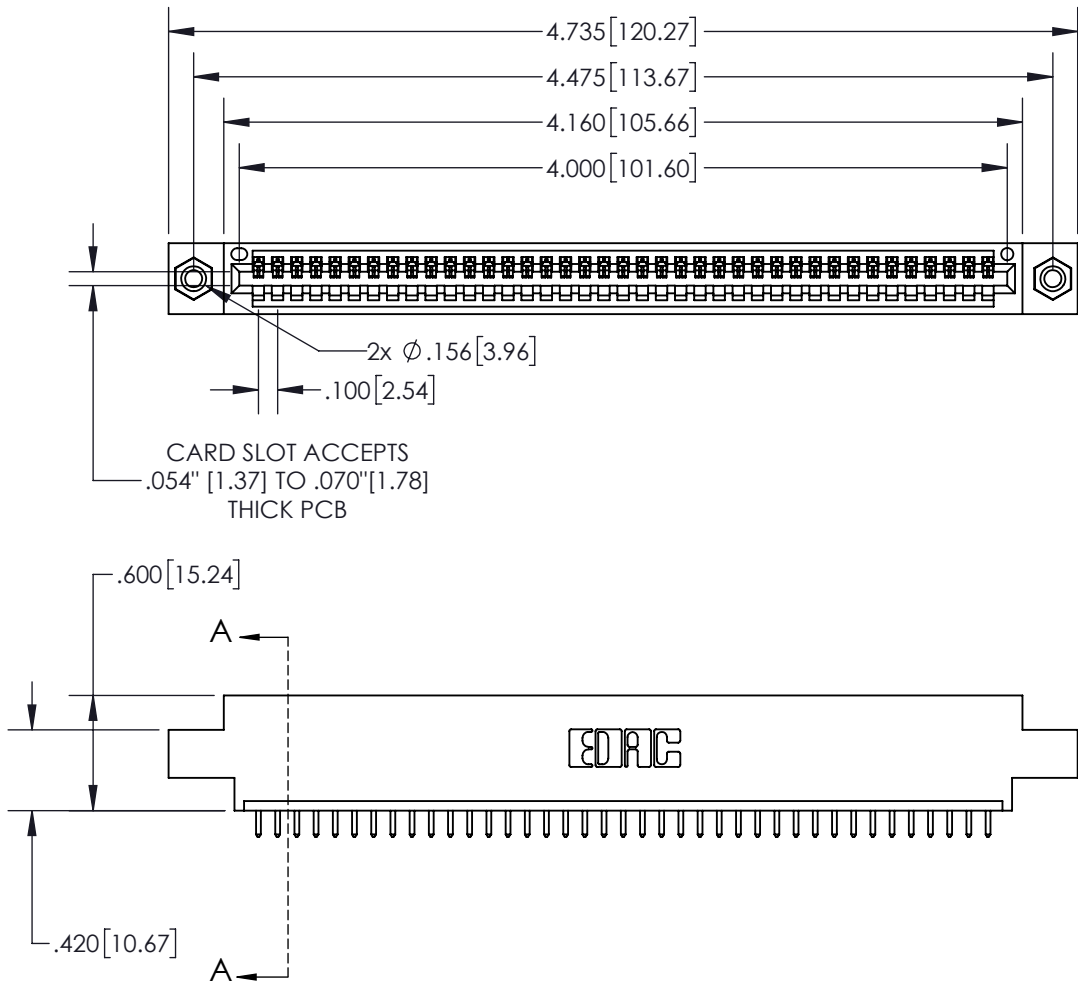 4.735[120.27]
4.475[113.67]
4.160[105.66]
4.000[101.60]
2x ∅.156[3.96]
.100[2.54]
CARD SLOT ACCEPTS
.054" [1.37] TO .070"[1.78]
THICK PCB
.600[15.24]
A
EDAC
.420[10.67]
A